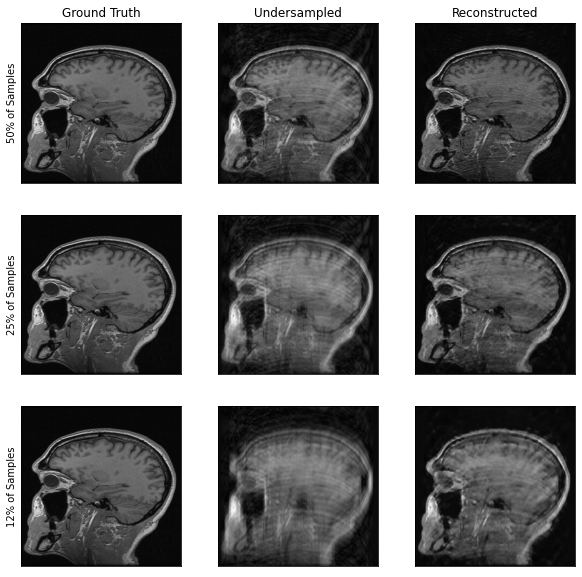 Ground Truth
Undersampled
Reconstructed
50% of Samples
25% of Samples
12% of Samples